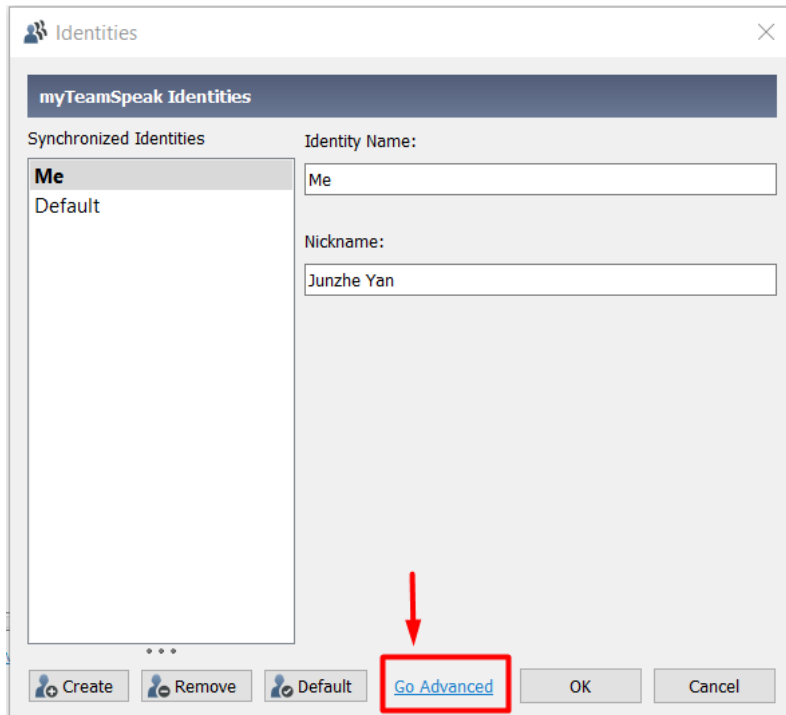 Identities
myTeamSpeak Identities
Synchronized Identities
Me
Default
Identity Name:
Me
Nickname:
Junzhe Yan
Create
Remove
Default
Go Advanced
OK
Cancel